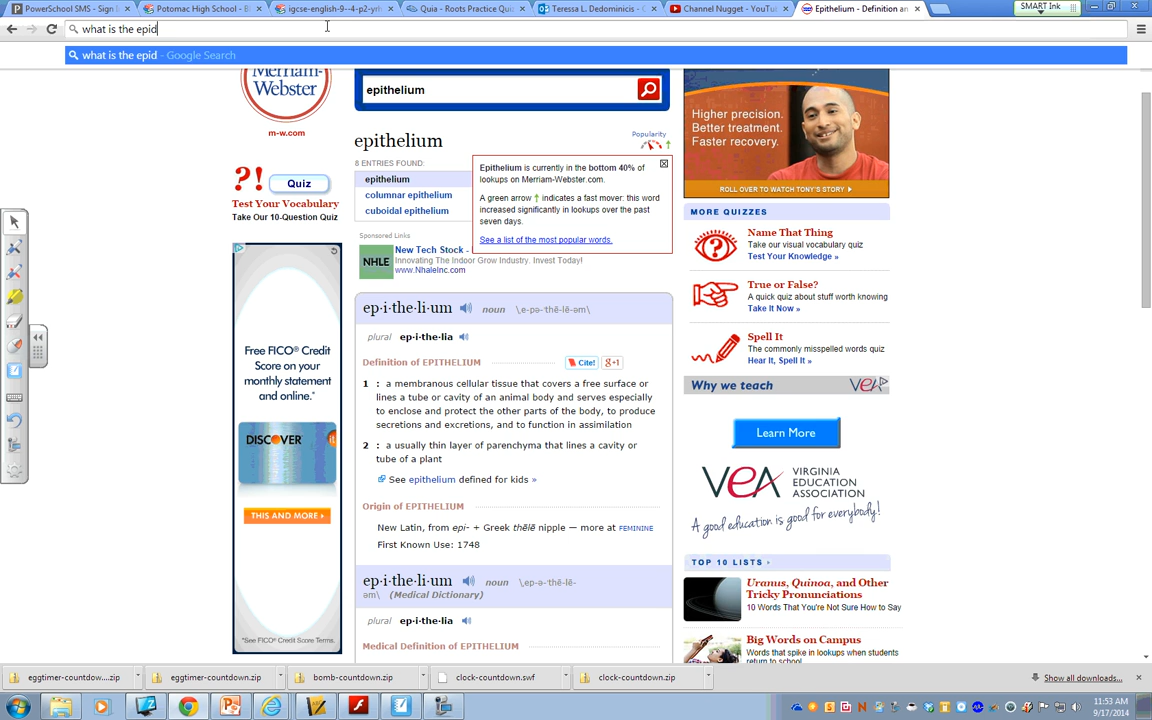 PowerSchool SMS - Sign
Potomac High School - B
igcse-english-9--4-p2-ym
Quia - Roots Practice Qu
Teressa L. Dedominicis - C
Channel Nugget - YouTu
Epithelium - Definition an
SMART Ink
what is the epid
what is the epid - Google Search
Merriam-
Webster
m-w.com
?! Quiz
Test Your Vocabulary
Take Our 10-Question Quiz
Free FICO® Credit
Score on your
monthly statement
and online.*
DISCOVER it
THIS AND MORE
*See FICO® Credit Score Terms.
epithelium
epithelium
Popularity
8 ENTRIES FOUND:
epithelium
columnar epithelium
cuboidal epithelium
Epithelium is currently in the bottom 40% of
lookups on Merriam-Webster.com.
A green arrow indicates a fast mover: this word
increased significantly in lookups over the past
seven days.
See a list of the most popular words.
Sponsored Links
NHLE
New Tech Stock -
Innovating The Indoor Grow Industry. Invest Today!
www.NhaleInc.com
ep·i·the·li·um noun \ˌe-pə-ˈthē-lē-əm\
plural ep·i·the·lia
Definition of EPITHELIUM
Cite! g+1
1 : a membranous cellular tissue that covers a free surface or
lines a tube or cavity of an animal body and serves especially
to enclose and protect the other parts of the body, to produce
secretions and excretions, and to function in assimilation
2 : a usually thin layer of parenchyma that lines a cavity or
tube of a plant
See epithelium defined for kids »
Origin of EPITHELIUM
New Latin, from epi- + Greek thēlē nipple — more at FEMININE
First Known Use: 1748
ep·i·the·li·um noun \ˌep-ə-ˈthē-lē-
əm\ (Medical Dictionary)
plural ep·i·the·lia
Medical Definition of EPITHELIUM
Higher precision.
Better treatment.
Faster recovery.
ROLL OVER TO WATCH TONY'S STORY
MORE QUIZZES
Name That Thing
Take our visual vocabulary quiz
Test Your Knowledge »
True or False?
A quick quiz about stuff worth knowing
Take It Now »
Spell It
The commonly misspelled words quiz
Hear It, Spell It »
Why we teach VEA
Learn More
VEA VIRGINIA
EDUCATION
ASSOCIATION
A good education is good for everybody!
TOP 10 LISTS
Uranus, Quinoa, and Other
Tricky Pronunciations
10 Words That You're Not Sure How to Say
Big Words on Campus
Words that spike in lookups when students
return to school
eggtimer-countdow....zip
eggtimer-countdown.zip
bomb-countdown.zip
clock-countdown.swf
clock-countdown.zip
Show all downloads...
11:53 AM
9/17/2014